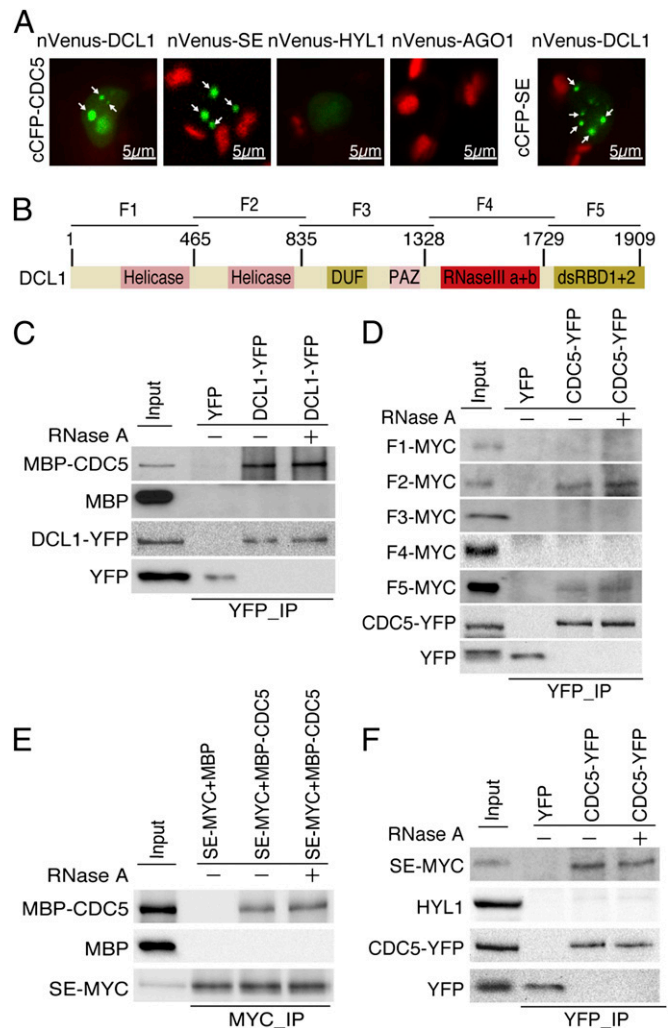 A
nVenus-DCL1 nVenus-SE nVenus-HYL1 nVenus-AGO1 nVenus-DCL1
cCFP-CDC5
cCFP-SE
5µm 5µm 5µm 5µm 5µm
B
F1 F2 F3 F4 F5
1 465 835 1328 1729 1909
DCL1 Helicase Helicase DUF PAZ RNaseIII a+b dsRBD1+2
C
Input YFP DCL1-YFP DCL1-YFP
RNase A − − +
MBP-CDC5
MBP
DCL1-YFP
YFP
YFP_IP
D
Input YFP CDC5-YFP CDC5-YFP
− − +
F1-MYC
F2-MYC
F3-MYC
F4-MYC
F5-MYC
CDC5-YFP
YFP
YFP_IP
E
Input SE-MYC+MBP SE-MYC+MBP-CDC5 SE-MYC+MBP-CDC5
RNase A − − +
MBP-CDC5
MBP
SE-MYC
MYC_IP
F
Input YFP CDC5-YFP CDC5-YFP
RNase A − − +
SE-MYC
HYL1
CDC5-YFP
YFP
YFP_IP